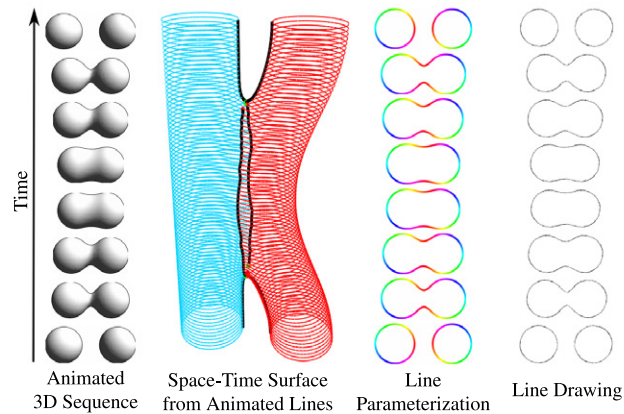 Time
Animated
3D Sequence
Space-Time Surface
from Animated Lines
Line
Parameterization
Line Drawing